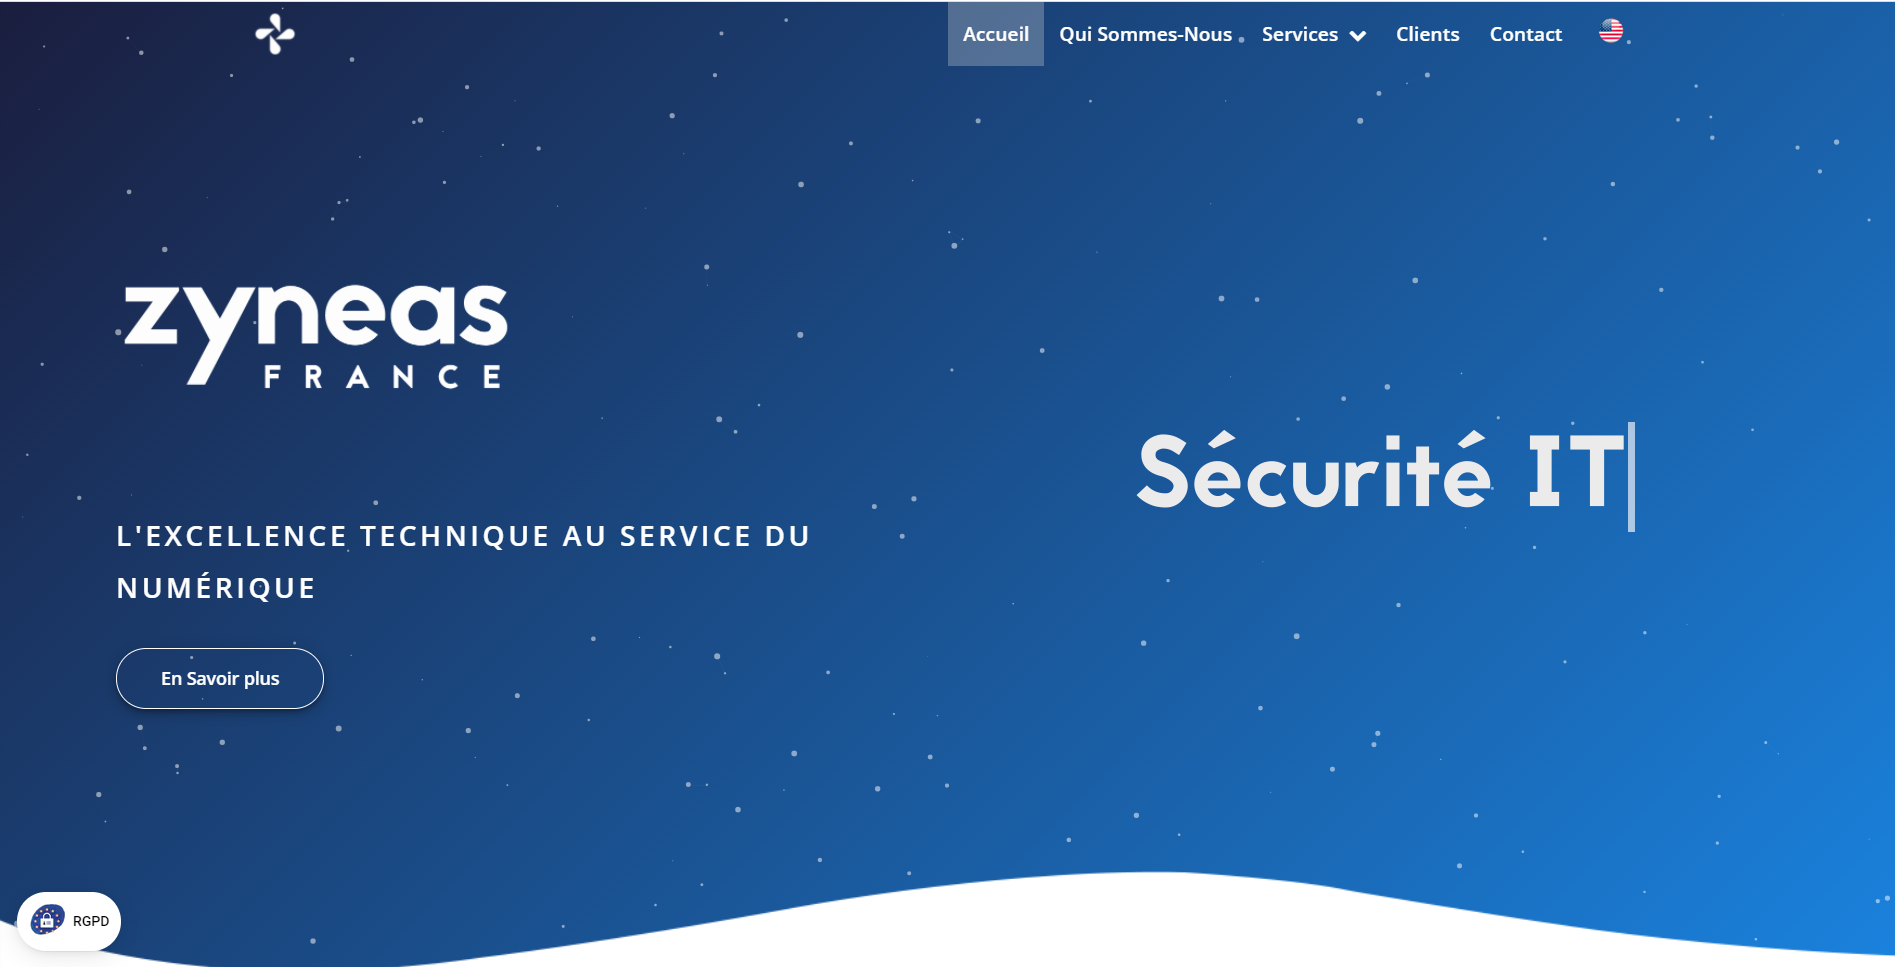 Accueil Qui Sommes-Nous Services Clients Contact
zyneas
FRANCE
Sécurité IT
L'EXCELLENCE TECHNIQUE AU SERVICE DU
NUMÉRIQUE
En Savoir plus
RGPD